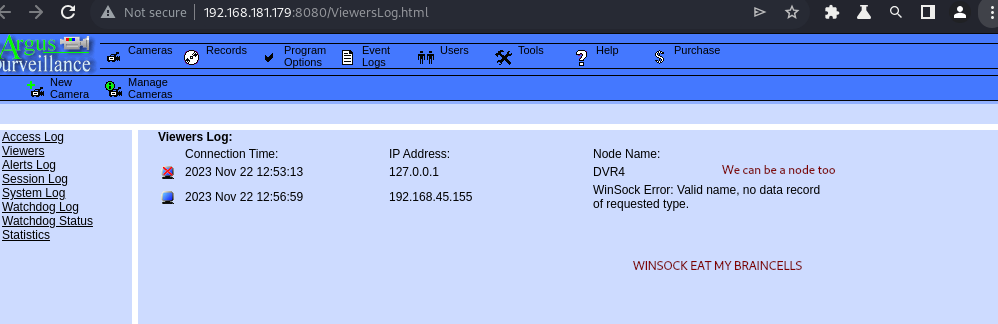 Not secure | 192.168.181.179:8080/ViewersLog.html
Argus Surveillance
Cameras Records Program Options Event Logs Users Tools Help Purchase
New Camera Manage Cameras
Access Log
Viewers
Alerts Log
Session Log
System Log
Watchdog Log
Watchdog Status
Statistics
Viewers Log:
Connection Time: IP Address: Node Name:
2023 Nov 22 12:53:13 127.0.0.1 DVR4 We can be a node too
2023 Nov 22 12:56:59 192.168.45.155 WinSock Error: Valid name, no data record
of requested type.
WINSOCK EAT MY BRAINCELLS